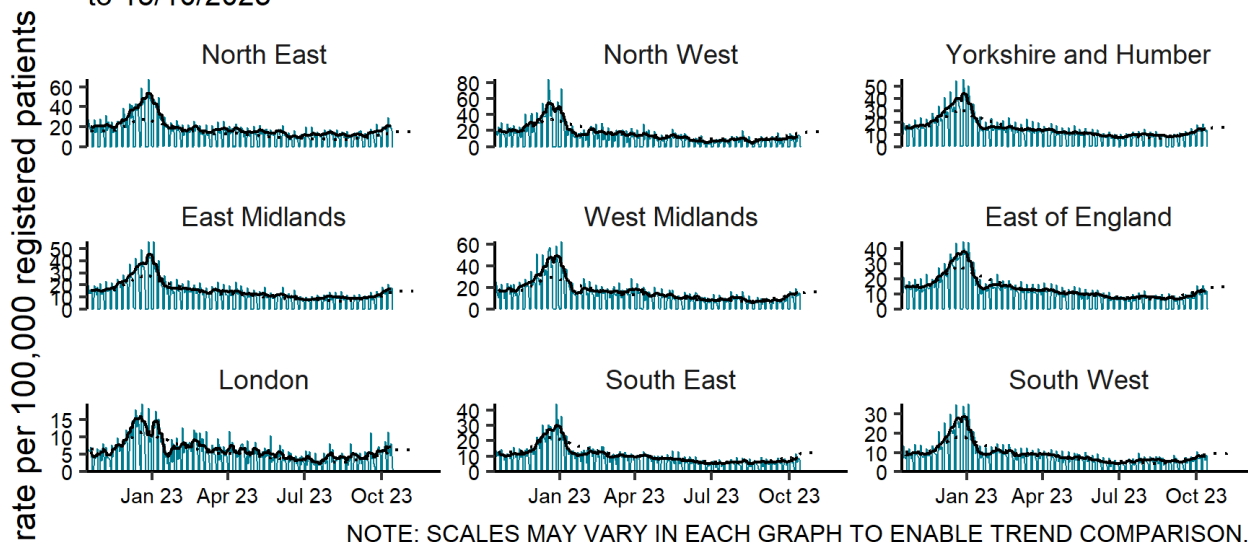 to 15/10/2023
rate per 100,000 registered patients
North East
North West
Yorkshire and Humber
60
40
20
0
80
60
40
20
0
50
40
30
20
10
0
East Midlands
West Midlands
East of England
50
40
30
20
10
0
60
40
20
0
40
30
20
10
0
London
South East
South West
15
10
5
0
40
30
20
10
0
30
20
10
0
Jan 23 Apr 23 Jul 23 Oct 23
Jan 23 Apr 23 Jul 23 Oct 23
Jan 23 Apr 23 Jul 23 Oct 23
NOTE: SCALES MAY VARY IN EACH GRAPH TO ENABLE TREND COMPARISON.